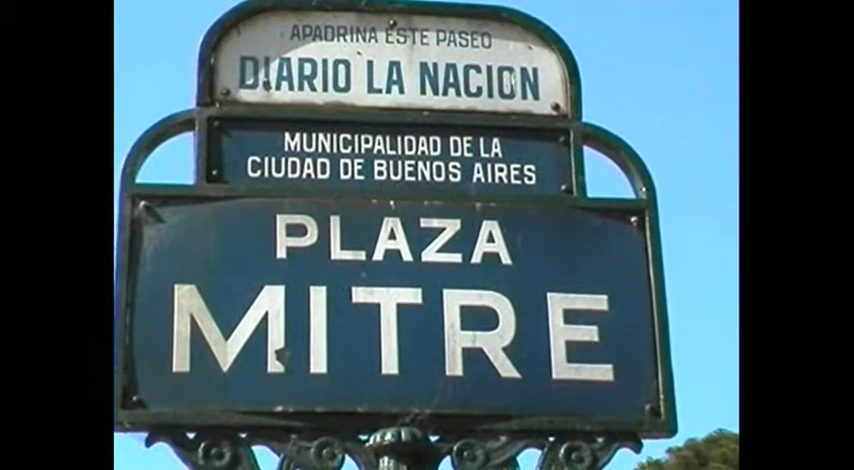 APADRINA ESTE PASEO
DIARIO LA NACION
MUNICIPALIDAD DE LA
CIUDAD DE BUENOS AIRES
PLAZA
MITRE